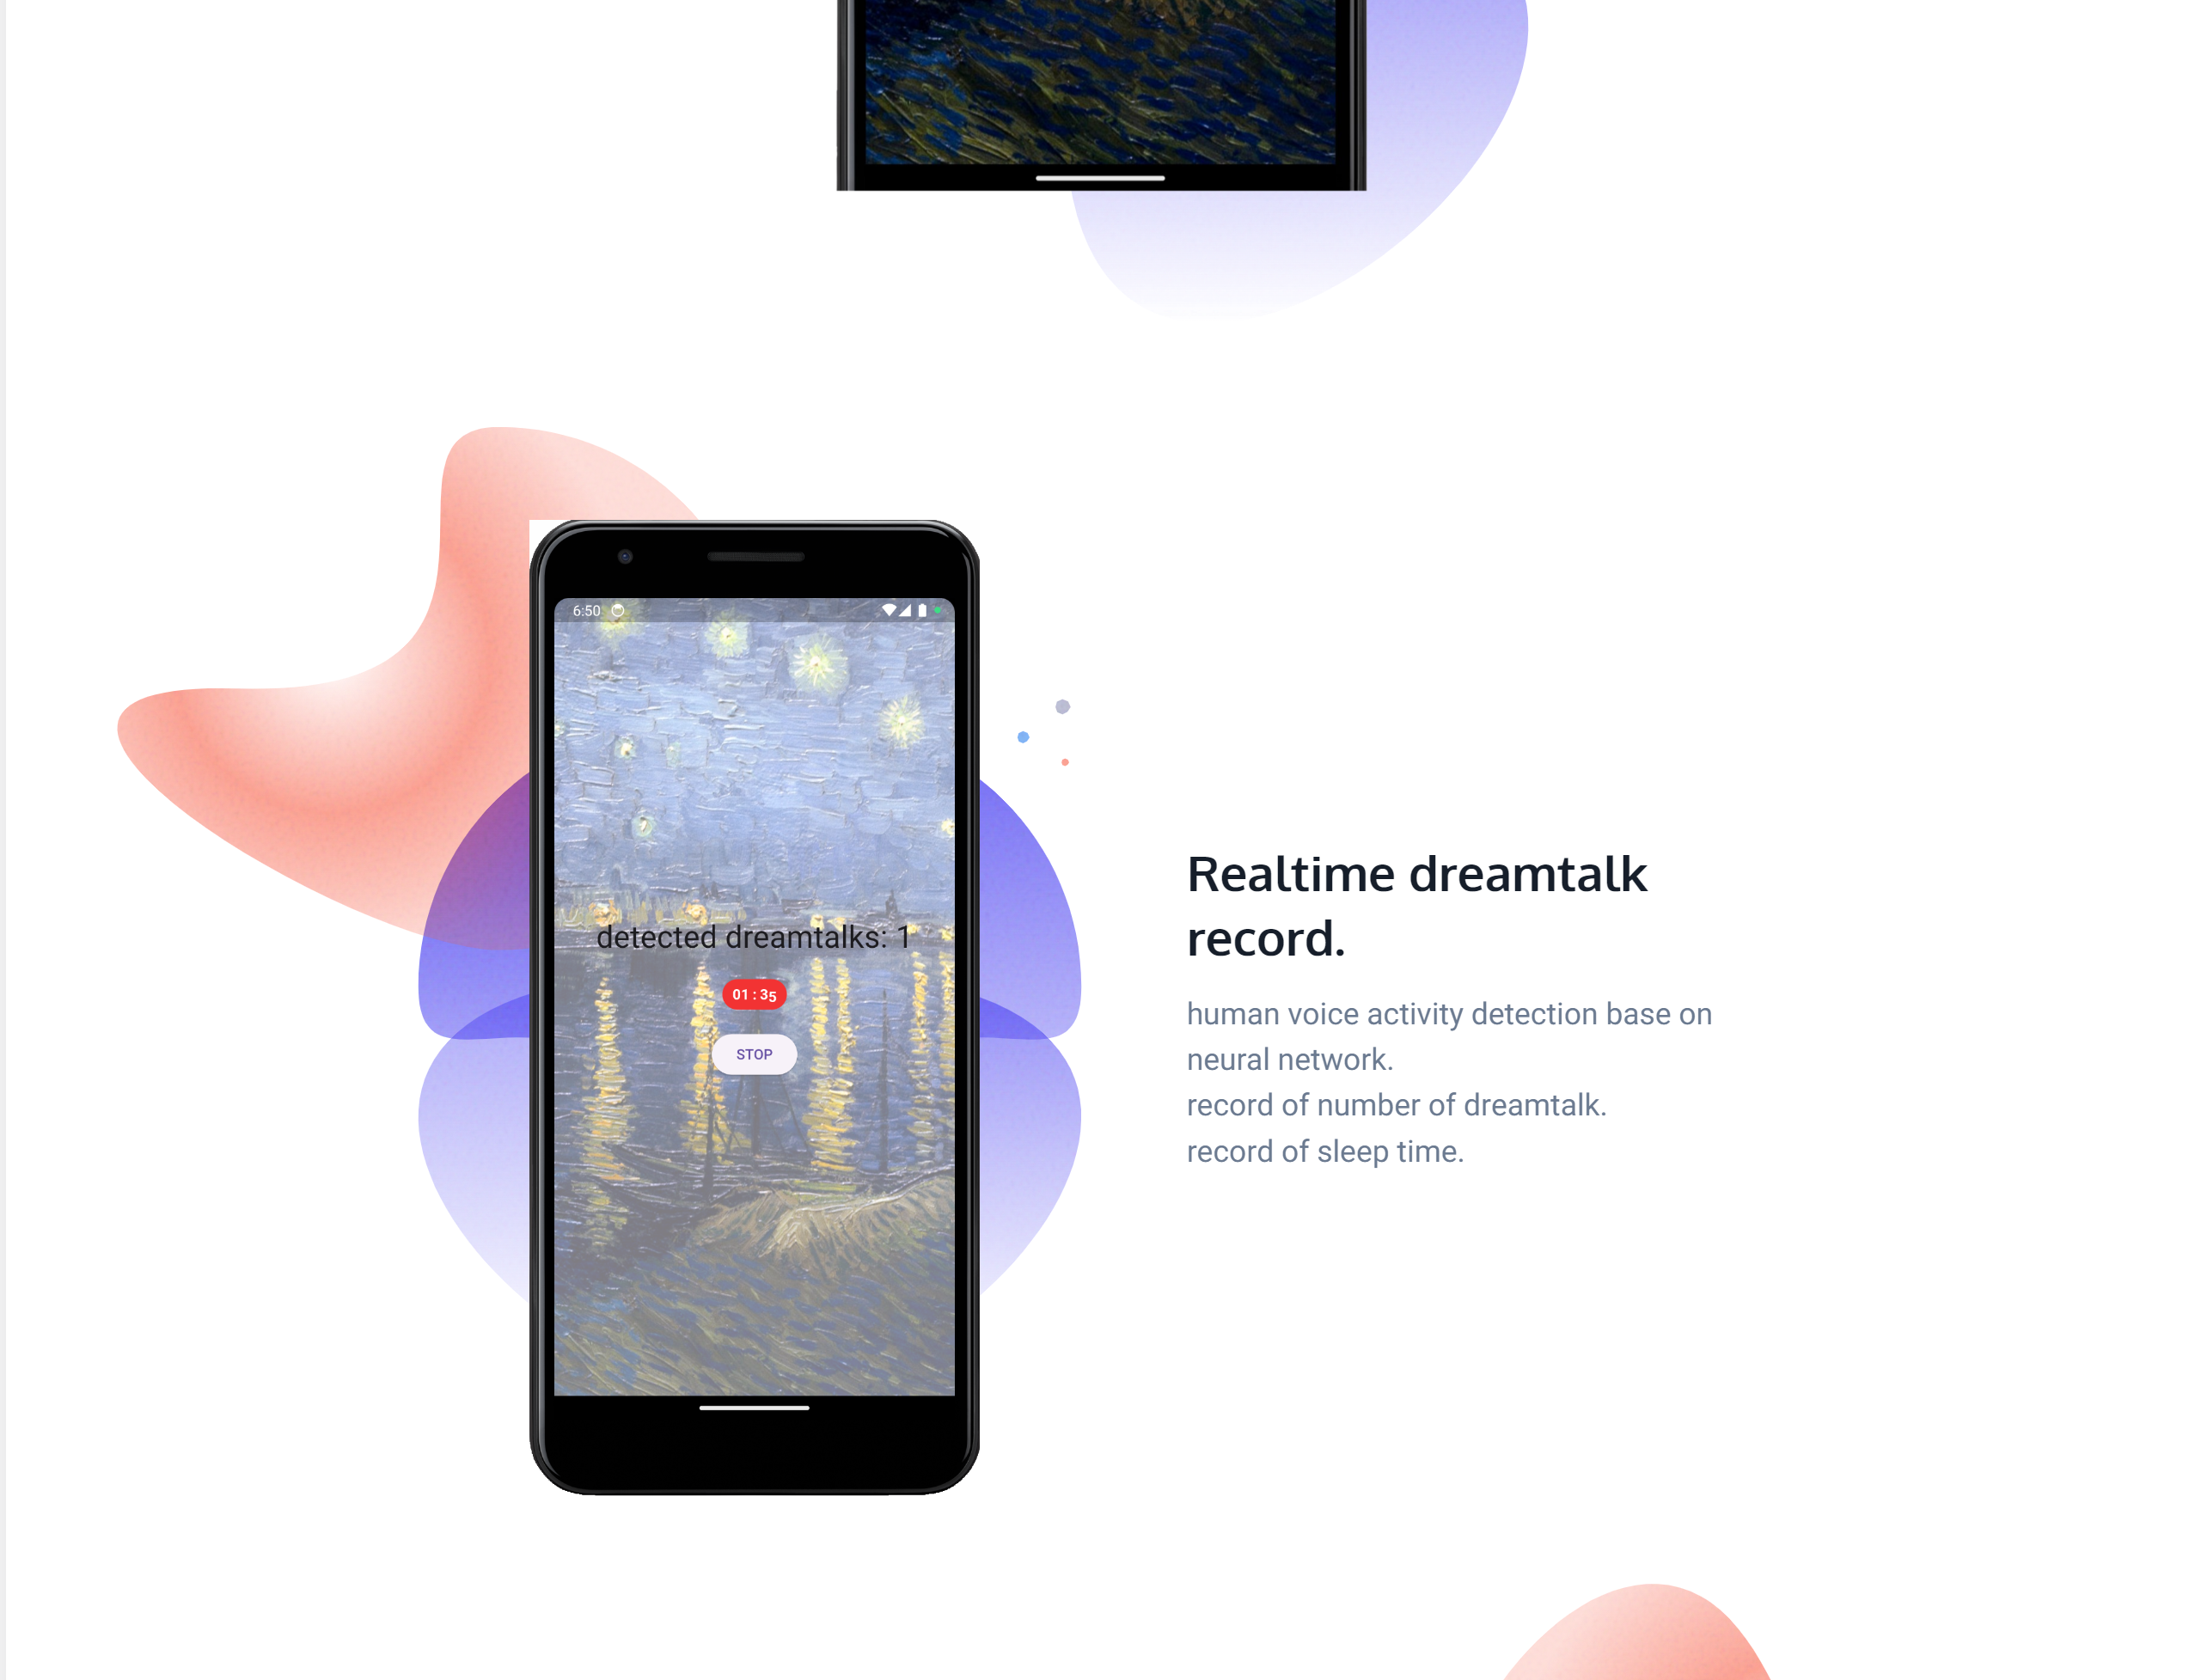 6:50
detected dreamtalks: 1
01 : 35
STOP
Realtime dreamtalk
record.
human voice activity detection base on
neural network.
record of number of dreamtalk.
record of sleep time.